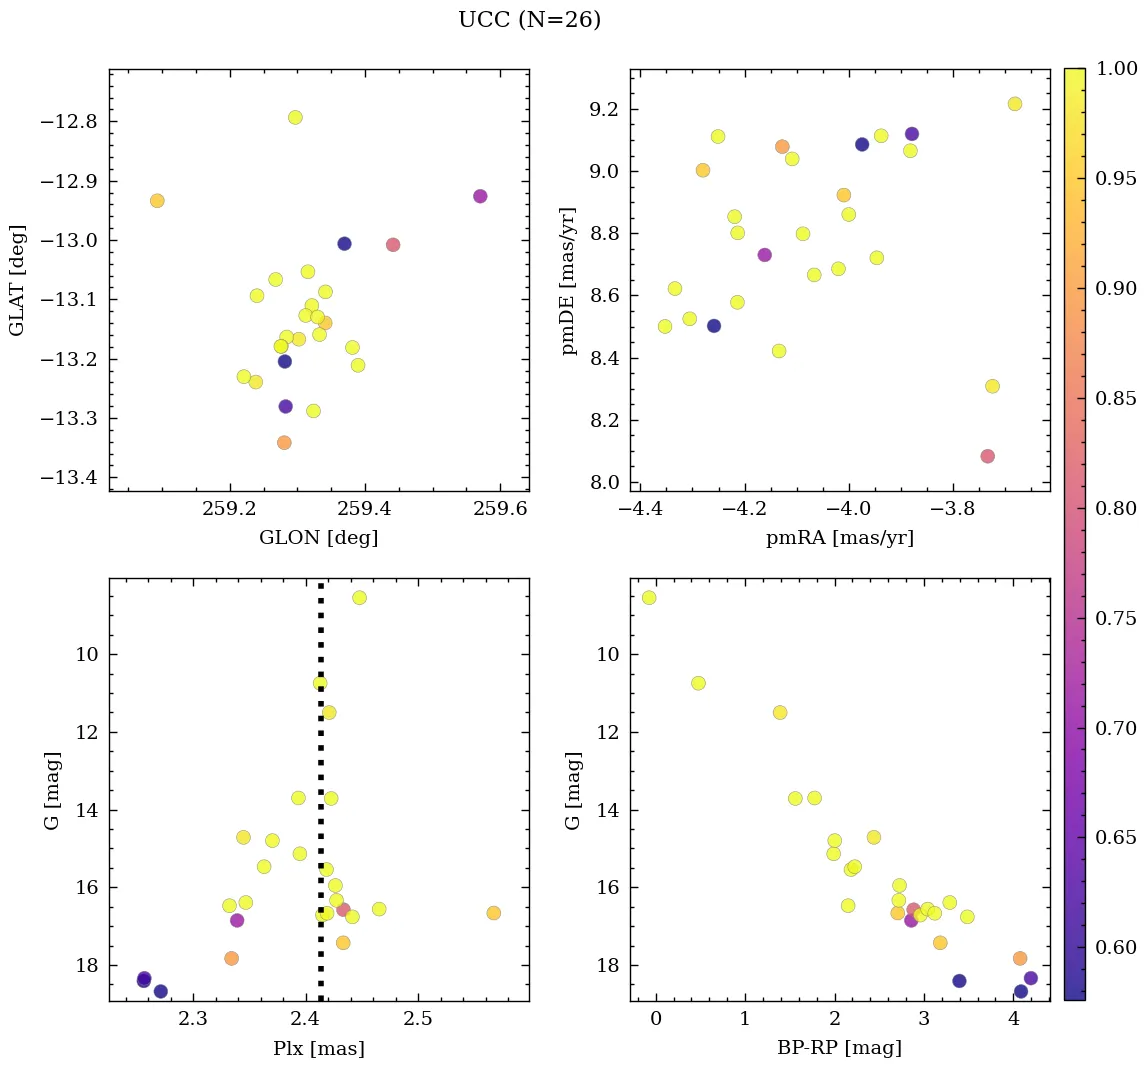 UCC (N=26)
−12.8
−12.9
−13.0
−13.1
−13.2
−13.3
−13.4
GLAT [deg]
259.2 259.4 259.6
GLON [deg]
9.2
9.0
8.8
8.6
8.4
8.2
8.0
pmDE [mas/yr]
−4.4 −4.2 −4.0 −3.8
pmRA [mas/yr]
10
12
14
16
18
G [mag]
2.3 2.4 2.5
Plx [mas]
10
12
14
16
18
G [mag]
0 1 2 3 4
BP-RP [mag]
1.00
0.95
0.90
0.85
0.80
0.75
0.70
0.65
0.60